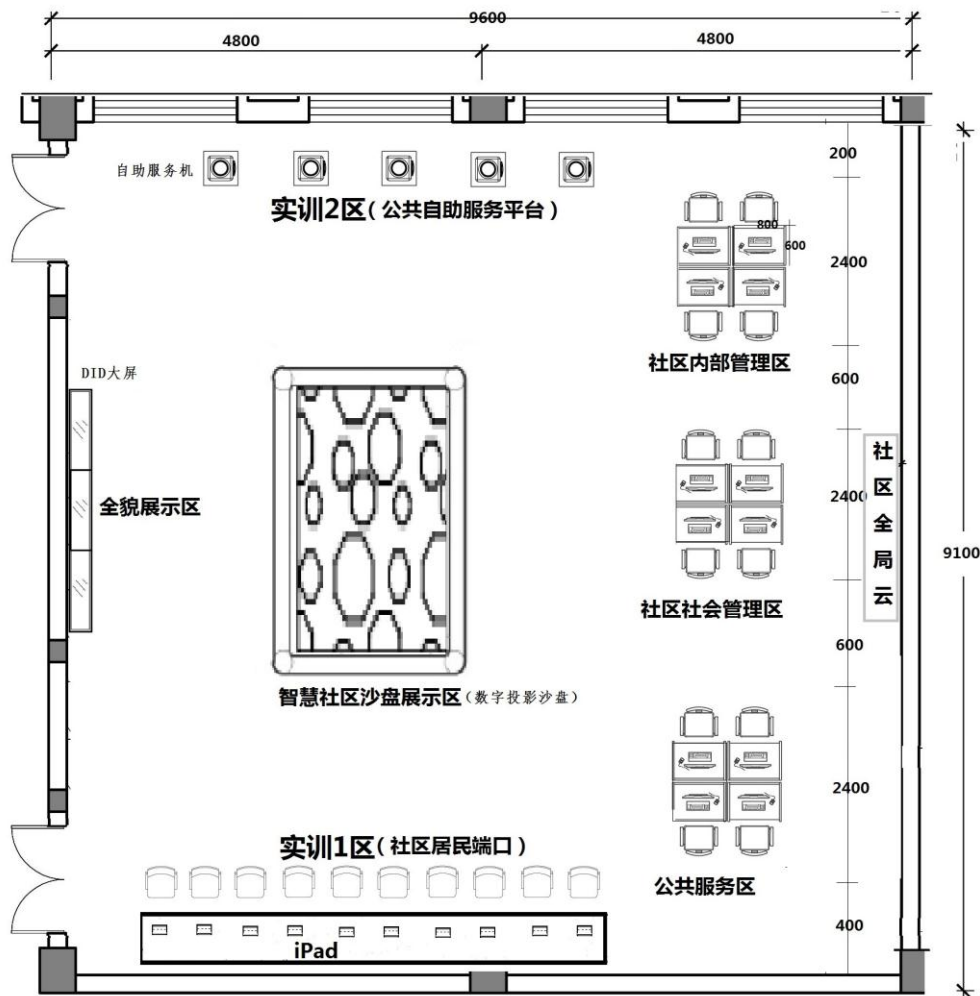 9600
4800
4800
自助服务机
实训2区(公共自助服务平台)
200
800
600
2400
社区内部管理区
600
DID大屏
全貌展示区
2400
社区全局云
9100
社区社会管理区
600
智慧社区沙盘展示区(数字投影沙盘)
2400
实训1区(社区居民端口)
公共服务区
400
iPad